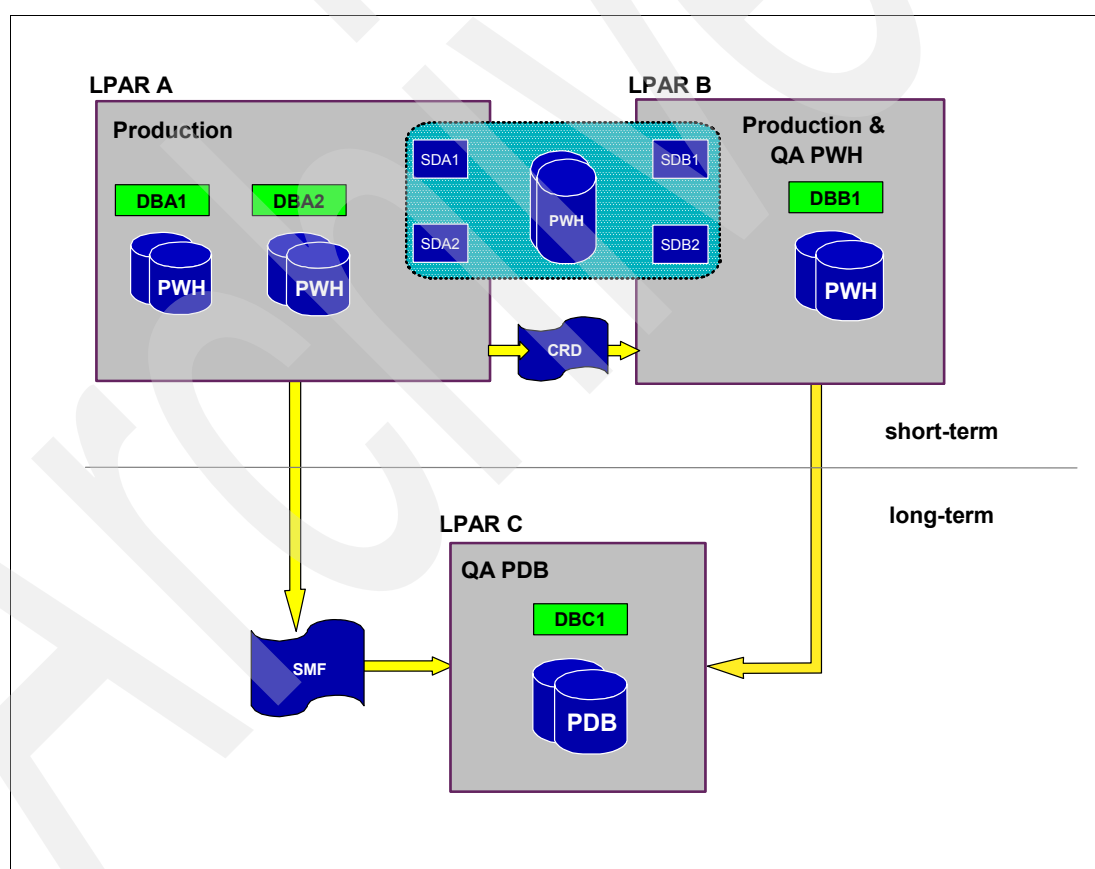 LPAR A
LPAR B
Production
Production &
QA PWH
SDA1
SDB1
DBA1
DBA2
PWH
DBB1
SDA2
SDB2
PWH
PWH
PWH
CRD
short-term
long-term
LPAR C
QA PDB
DBC1
SMF
PDB
Archive